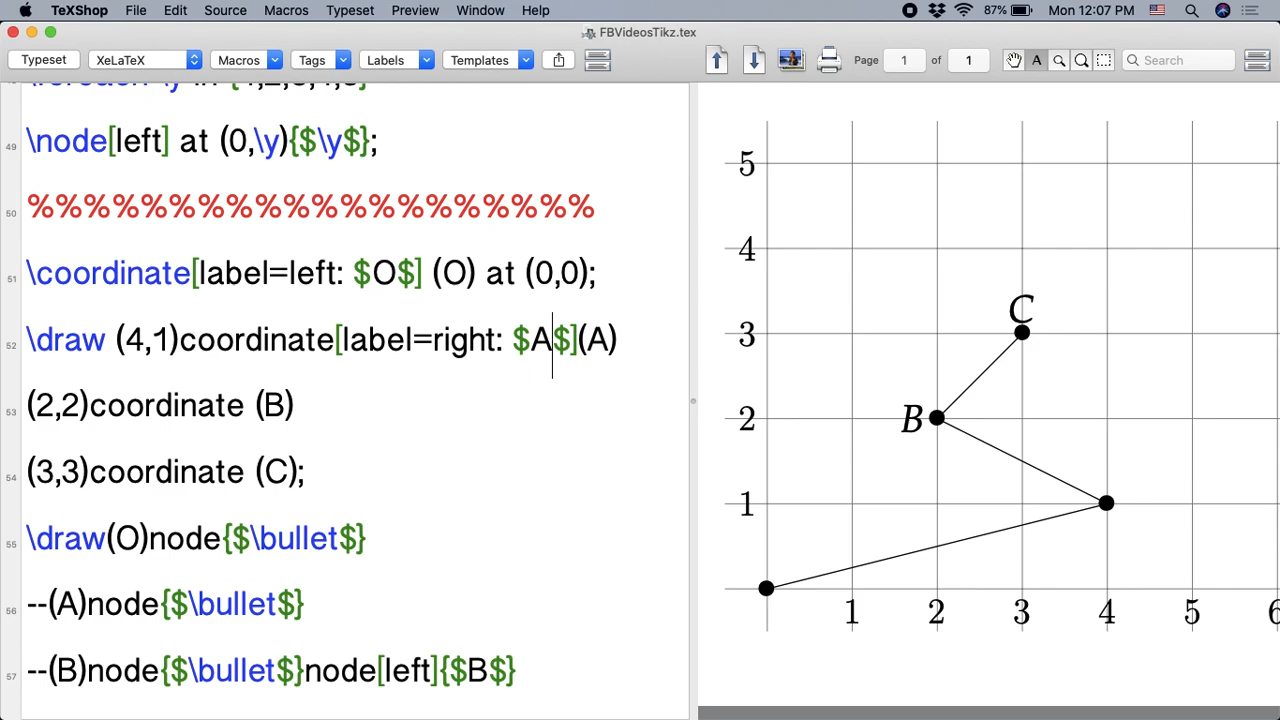 TeXShop File Edit Source Macros Typeset Preview Window Help 87% Mon 12:07 PM
FBVideosTikz.tex
Typeset XeLaTeX Macros Tags Labels Templates Page 1 of 1 Search
49 \node[left] at (0,\y){$\y$};
50 %%%%%%%%%%%%%%%%%%%%
51 \coordinate[label=left: $O$] (O) at (0,0);
52 \draw (4,1)coordinate[label=right: $A$](A)
53 (2,2)coordinate (B)
54 (3,3)coordinate (C);
55 \draw(O)node{$\bullet$}
56 --(A)node{$\bullet$}
57 --(B)node{$\bullet$}node[left]{$B$}
5
4
C
3
2 B
1
1 2 3 4 5 6